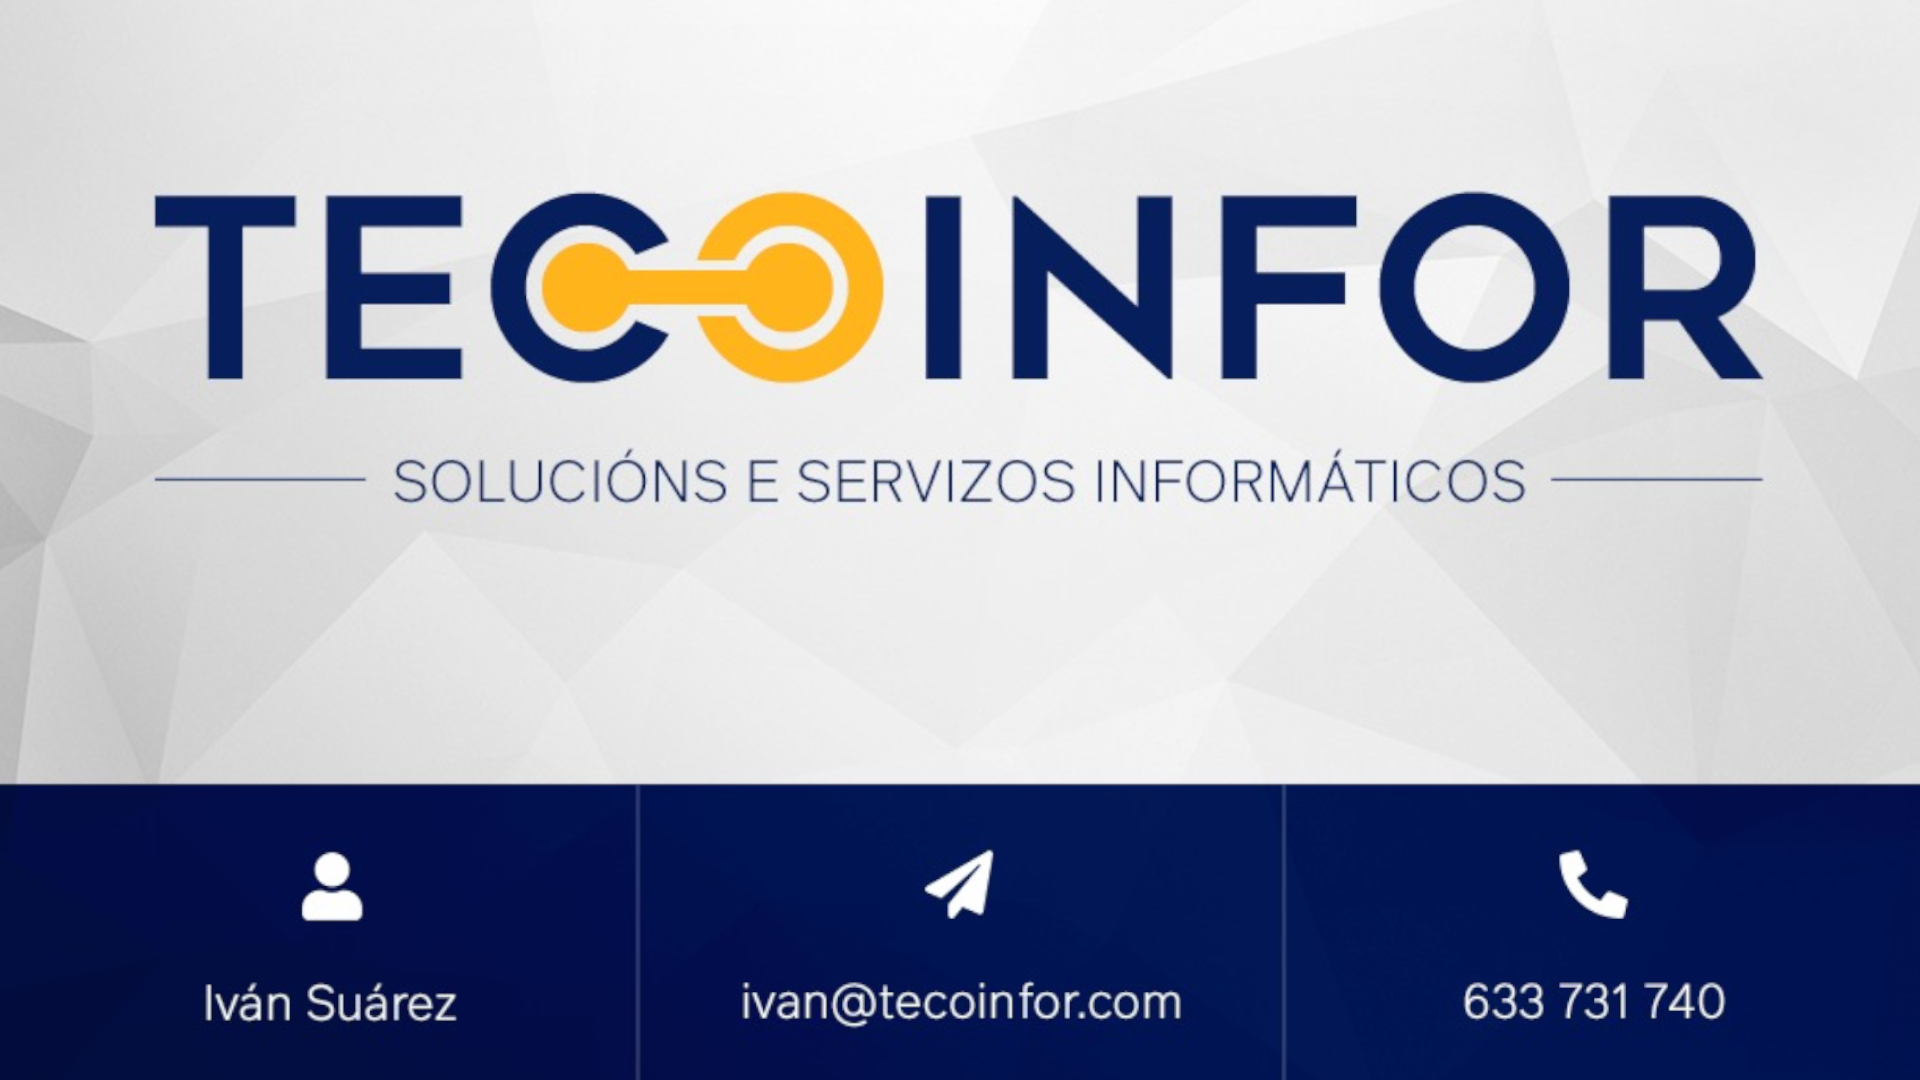 TECOINFOR
SOLUCIÓNS E SERVIZOS INFORMÁTICOS
Iván Suárez
ivan@tecoinfor.com
633 731 740